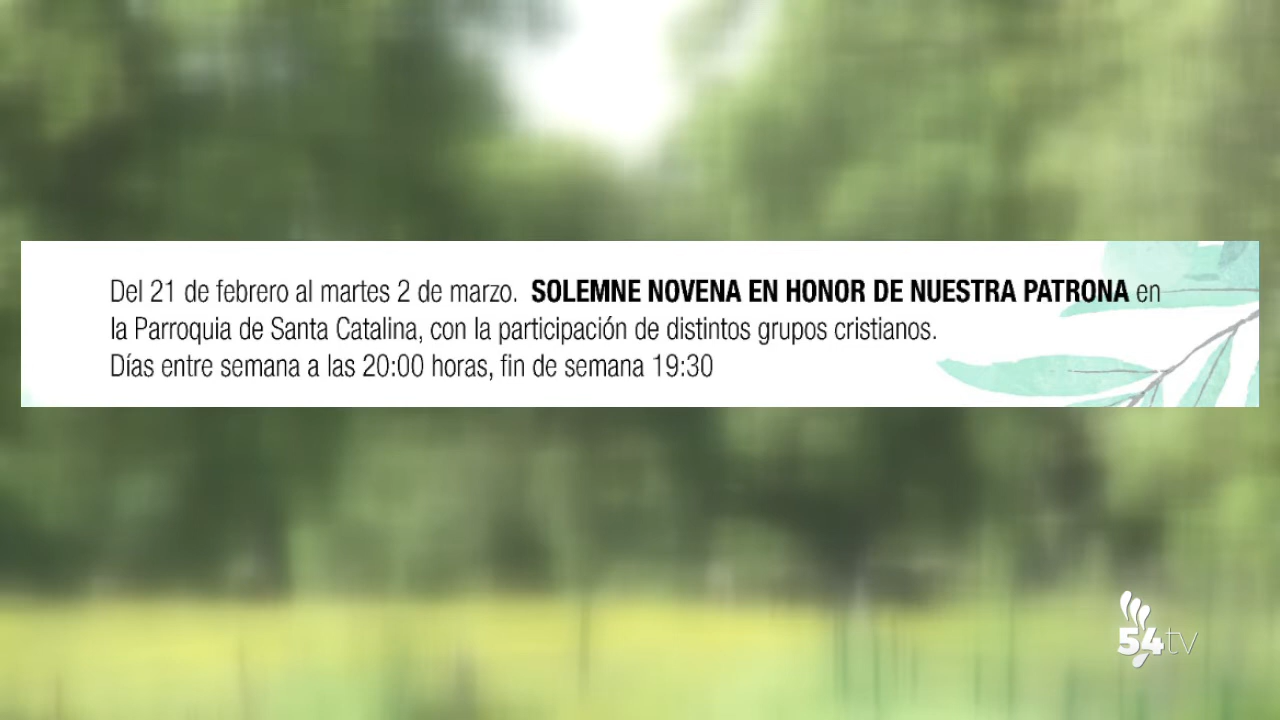 Del 21 de febrero al martes 2 de marzo. SOLEMNE NOVENA EN HONOR DE NUESTRA PATRONA en
la Parroquia de Santa Catalina, con la participación de distintos grupos cristianos.
Días entre semana a las 20:00 horas, fin de semana 19:30
54tv